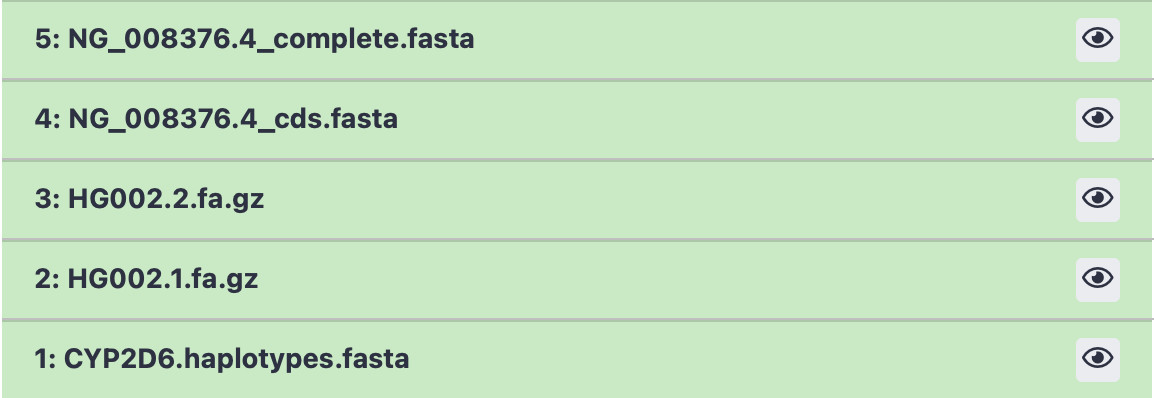 5: NG_008376.4_complete.fasta
4: NG_008376.4_cds.fasta
3: HG002.2.fa.gz
2: HG002.1.fa.gz
1: CYP2D6.haplotypes.fasta